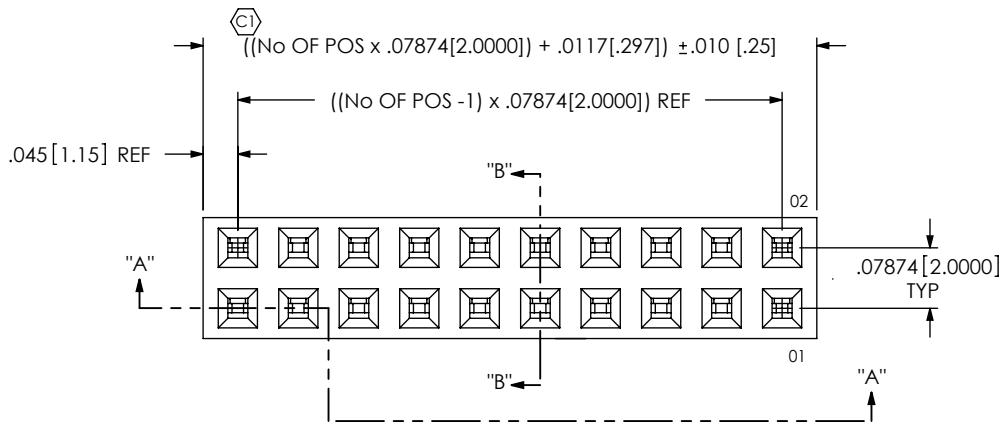 C1
((No OF POS x .07874[2.0000]) + .0117[.297]) ±.010 [.25]
((No OF POS -1) x .07874[2.0000]) REF
.045[1.15] REF
"B"
02
"A"
.07874[2.0000]
TYP
01
"B"
"A"